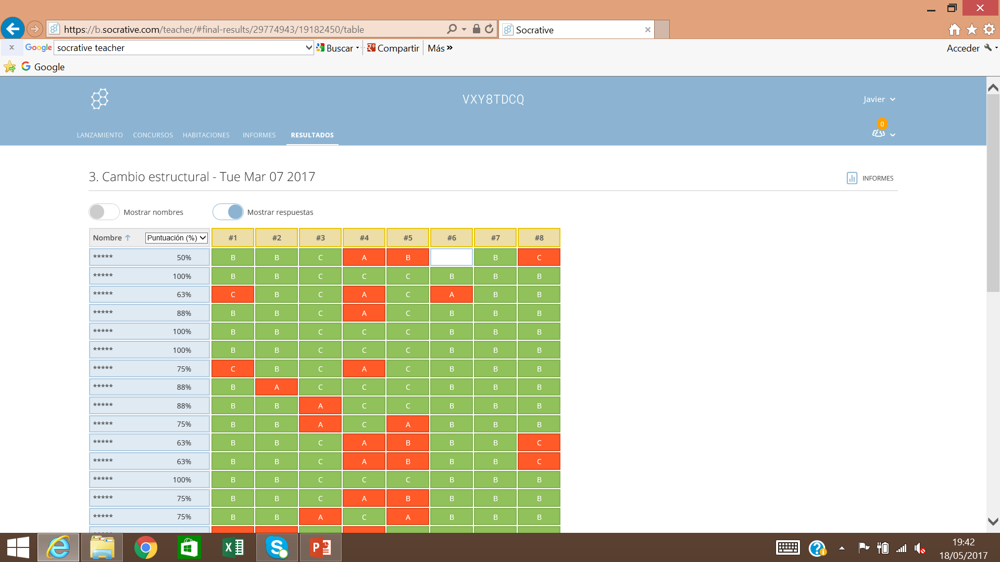 https://b.socrative.com/teacher/#final-results/29774943/19182450/table
Socrative
x Google socrative teacher Buscar Compartir Más » Acceder
Google
VXY8TDCQ
Javier
0
LANZAMIENTO CONCURSOS HABITACIONES INFORMES RESULTADOS
3. Cambio estructural - Tue Mar 07 2017
INFORMES
Mostrar nombres Mostrar respuestas
Nombre Puntuación (%) #1 #2 #3 #4 #5 #6 #7 #8
***** 50% B B C A B B C
***** 100% B B C C C B B B
***** 63% C B C A C A B B
***** 88% B B C A C B B B
***** 100% B B C C C B B B
***** 100% B B C C C B B B
***** 75% C B C A C B B B
***** 88% B A C C C B B B
***** 88% B B A C C B B B
***** 75% B B A C A B B B
***** 63% B B C A B B B C
***** 63% B B C A B B B C
***** 100% B B C C C B B B
***** 75% B B C A B B B B
***** 75% B B A C A B B B
19:42
18/05/2017